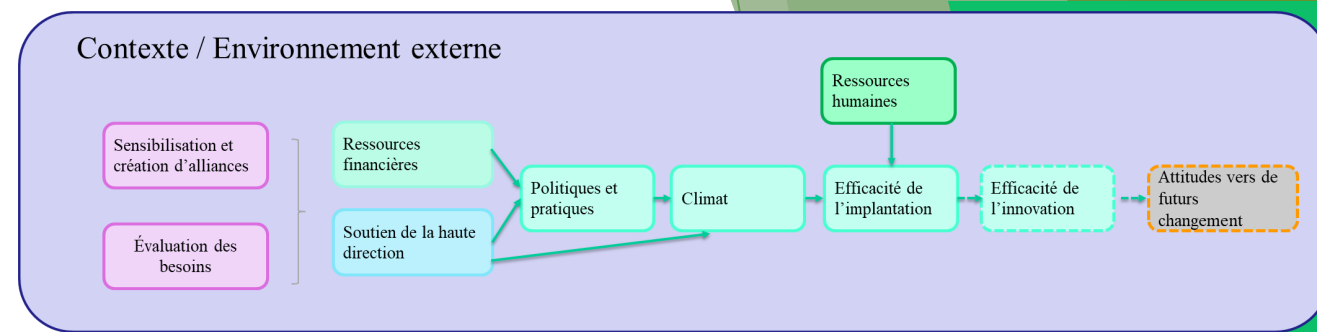 Contexte / Environnement externe
Ressources
humaines
Sensibilisation et
création d’alliances
Ressources
financières
Politiques et
pratiques
Climat
Efficacité de
l’implantation
Efficacité de
l’innovation
Attitudes vers de
futurs
changement
Évaluation des
besoins
Soutien de la haute
direction